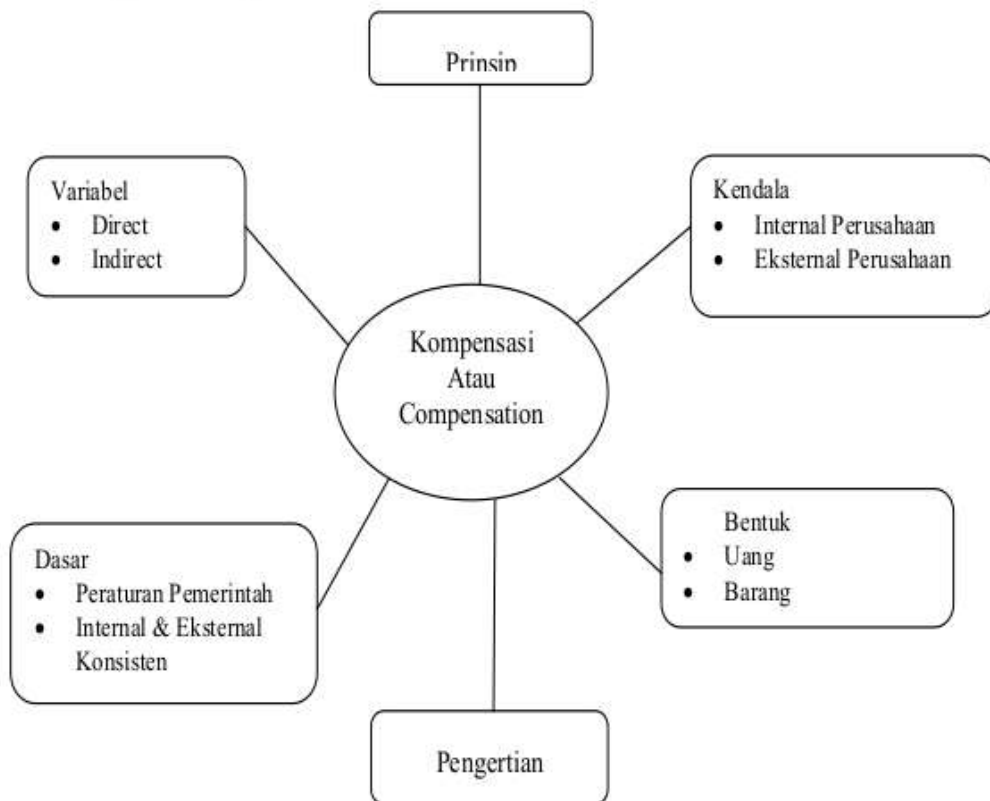 Prinsip
Variabel
• Direct
• Indirect
Kendala
• Internal Perusahaan
• Eksternal Perusahaan
Kompensasi
Atau
Compensation
Dasar
• Peraturan Pemerintah
• Internal & Eksternal
Konsisten
Bentuk
• Uang
• Barang
Pengertian